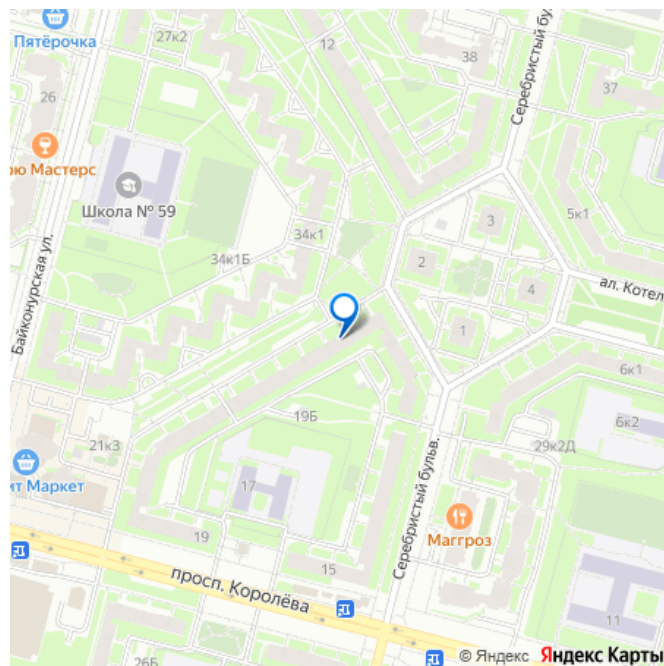 Пятёрочка
27к2
12
38
37
26
Серебристый бул
рю Мастерс
Школа № 59
34к1
3
5к1
34к1Б
2
4
ал. Котел
Байконурская ул.
1
6к1
19Б
6к2
21к3
29к2Д
ит Маркет
17
Серебристый бульв.
Маггроз
19
просп. Королёва
15
11
26Б
© Яндекс Яндекс Карты